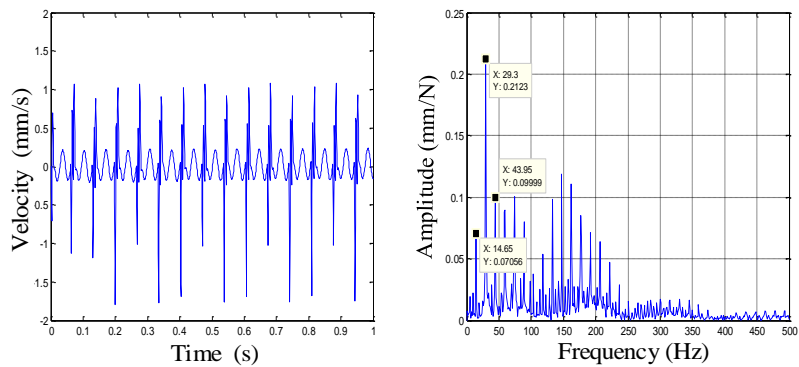 2
1.5
1
0.5
0
-0.5
-1
-1.5
-2
0 0.1 0.2 0.3 0.4 0.5 0.6 0.7 0.8 0.9 1
Velocity (mm/s)
Time (s)
0.25
0.2
0.15
0.1
0.05
0
0 50 100 150 200 250 300 350 400 450 500
Amplitude (mm/N)
Frequency (Hz)
X: 29.3
Y: 0.2123
X: 43.95
Y: 0.09999
X: 14.65
Y: 0.07056